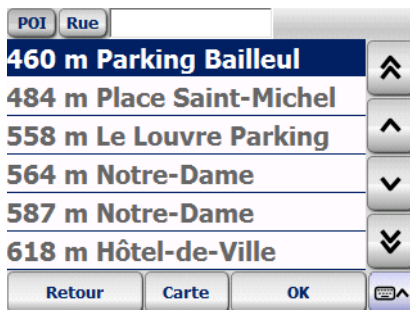 POI Rue
460 m Parking Bailleul
484 m Place Saint-Michel
558 m Le Louvre Parking
564 m Notre-Dame
587 m Notre-Dame
618 m Hôtel-de-Ville
Retour Carte OK